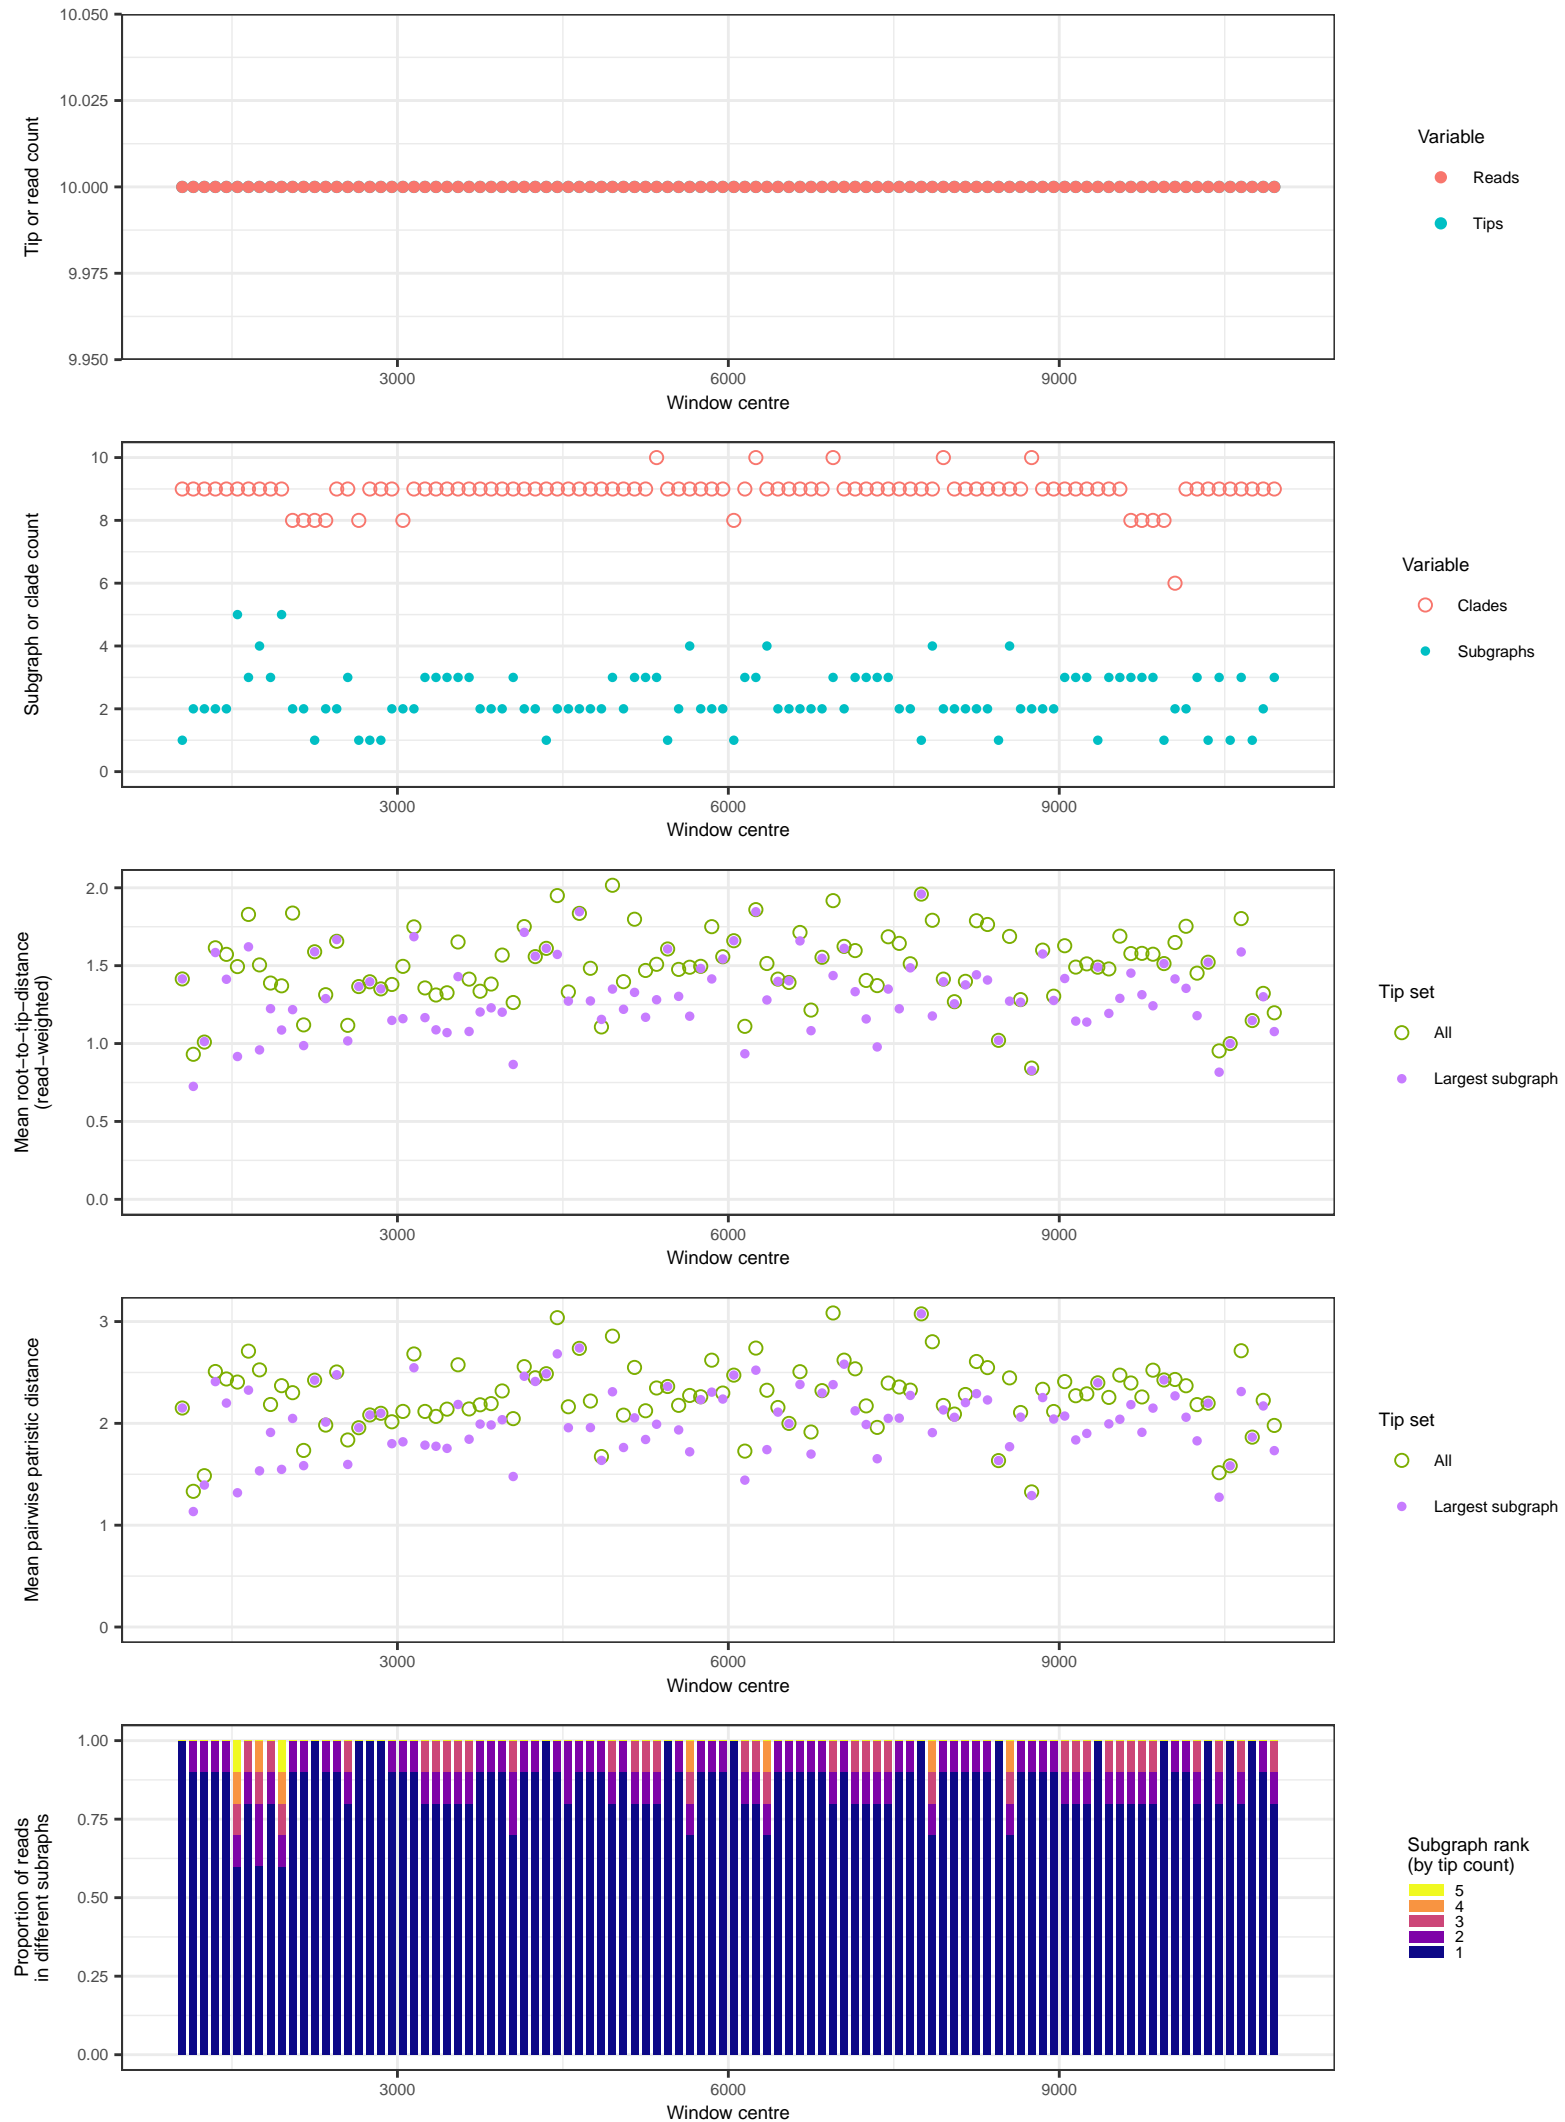 10.050
10.025
10.000
9.975
9.950
Tip or read count
3000 6000 9000
Window centre
Variable
Reads
Tips
10
8
6
4
2
0
Subgraph or clade count
3000 6000 9000
Window centre
Variable
Clades
Subgraphs
2.0
1.5
1.0
0.5
0.0
Mean root−to−tip−distance
(read−weighted)
3000 6000 9000
Window centre
Tip set
All
Largest subgraph
3
2
1
0
Mean pairwise patristic distance
3000 6000 9000
Window centre
Tip set
All
Largest subgraph
1.00
0.75
0.50
0.25
0.00
Proportion of reads
in different subraphs
3000 6000 9000
Window centre
Subgraph rank
(by tip count)
5
4
3
2
1